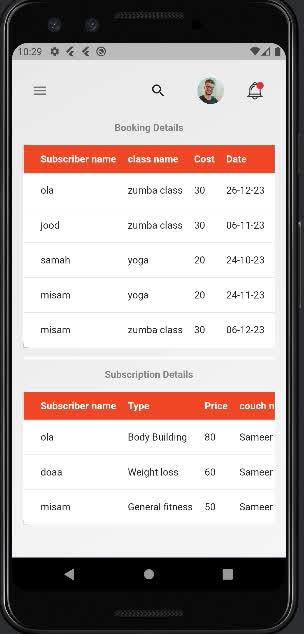 10:29
Booking Details
Subscriber name class name Cost Date
ola zumba class 30 26-12-23
jood zumba class 30 06-11-23
samah yoga 20 24-10-23
misam yoga 20 24-11-23
misam zumba class 30 06-12-23
Subscription Details
Subscriber name Type Price couch n
ola Body Building 80 Sameer
doaa Weight loss 60 Sameer
misam General fitness 50 Sameer